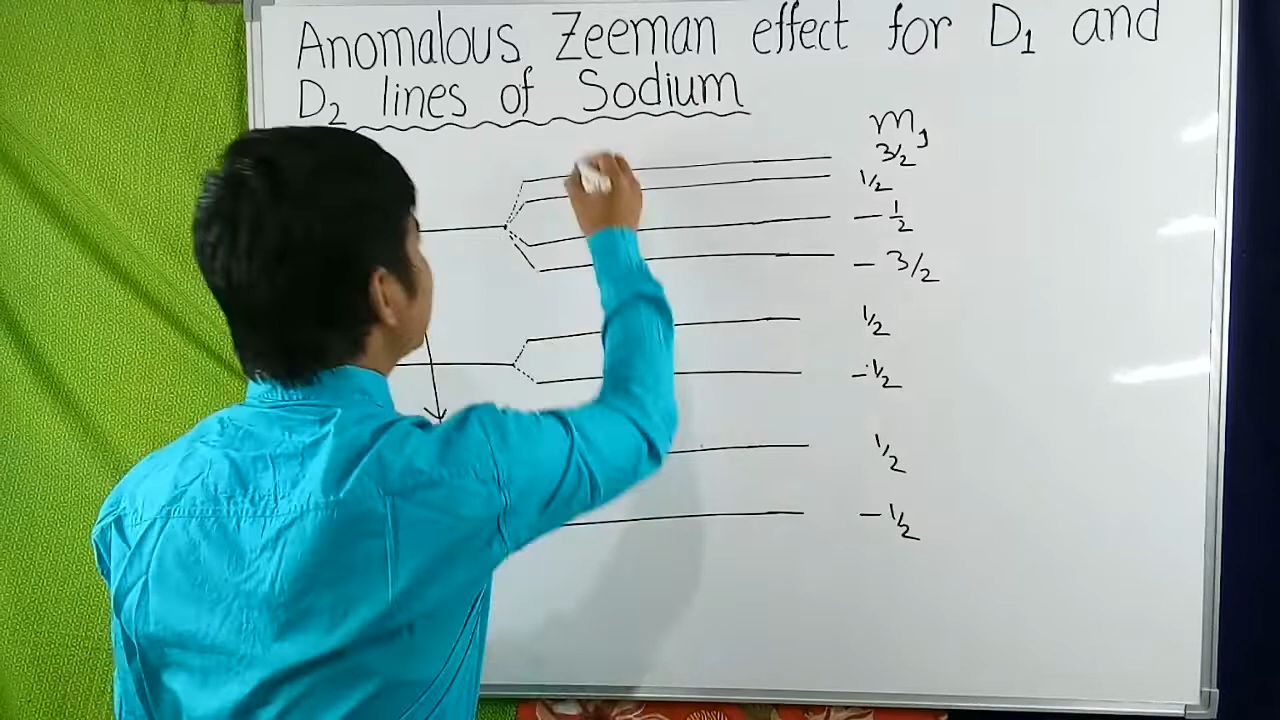 Anomalous Zeeman effect for D₁ and
D₂ lines of Sodium
mȷ
3/2
1/2
-1/2
-3/2
1/2
-1/2
1/2
-1/2